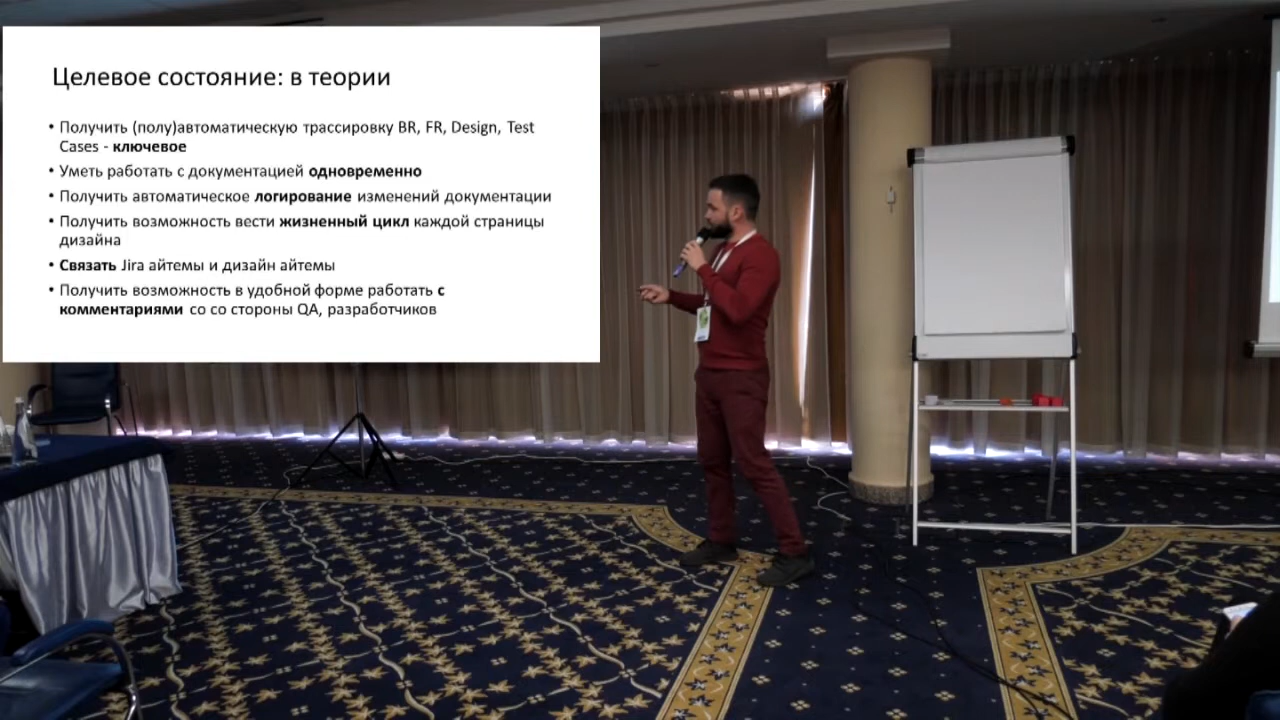 Целевое состояние: в теории
• Получить (полу)автоматическую трассировку BR, FR, Design, Test
Cases - ключевое
• Уметь работать с документацией одновременно
• Получить автоматическое логирование изменений документации
• Получить возможность вести жизненный цикл каждой страницы
дизайна
• Связать Jira айтемы и дизайн айтемы
• Получить возможность в удобной форме работать с
комментариями со со стороны QA, разработчиков